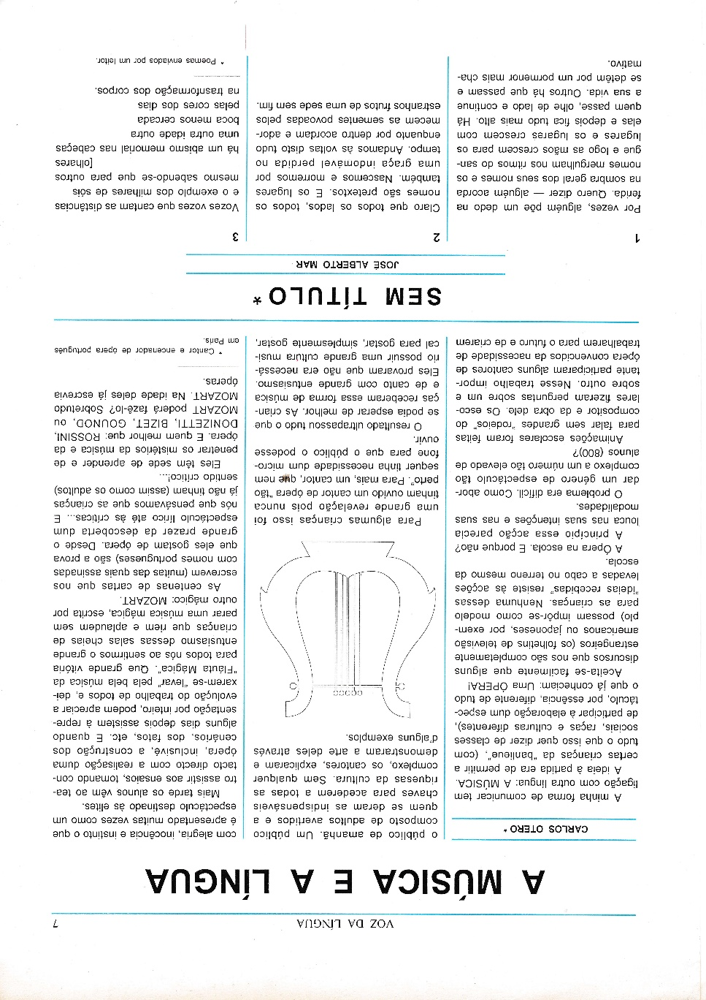 VOZ DA LÍNGUA
7
A MÚSICA E A LÍNGUA
CARLOS OTERO *
A minha forma de comunicar tem
ligação com outra língua: A MÚSICA.
A ideia à partida era de permitir a
certas crianças da "banliene", (com
tudo o que isso quer dizer de classes
sociais, raças e culturas diferentes),
de participar à elaboração dum espec-
táculo, por essência, diferente de tudo
o que já conheciam: Uma ÓPERA!
Aceita-se facilmente que alguns
discursos que nos são completamente
estrangeiros (os folhetins de televisão
americanos ou japoneses, por exem-
plo) possam impôr-se como modelo
para as crianças. Nenhuma dessas
"ideias recebidas" resiste às acções
levadas a cabo no terreno mesmo da
escola.
A Ópera na escola. E porque não?
A princípio essa acção parecia
louca nas suas intenções e nas suas
modalidades.
O problema era difícil. Como abor-
dar um género de espectáculo tão
complexo a um número tão elevado de
alunos (800)?
Animações escolares foram feitas
para falar sem grandes "rodeios" do
compositor e da obra dele. Os esco-
lares fizeram perguntas sobre um e
sobre outro. Nesse trabalho impor-
tante participaram alguns cantores de
ópera convencidos da necessidade de
trabalharem para o futuro e de criarem
o público de amanhã. Um público
composto de adultos avertidos e a
quem se deram as indispensáveis
chaves para acederem a todas as
riquesas da cultura. Sem qualquer
complexo, os cantores, explicaram e
demonstraram a arte deles através
d'alguns exemplos.
Para algumas crianças isso foi
uma grande revelação pois nunca
tinham ouvido um cantor de ópera "tão
perto". Para mais, um cantor, que nem
sequer tinha necessidade dum micro-
fone para que o público o podesse
ouvir.
O resultado ultrapassou tudo o que
se podia esperar de melhor. As crian-
ças receberam essa forma de música
e de canto com grande entusiasmo.
Eles provaram que não era necessá-
rio possuir uma grande cultura musi-
cal para gostar, simplesmente gostar,
com alegria, inocência e instinto o que
é apresentado muitas vezes como um
espectáculo destinado às elites.
Mais tarde os alunos vêm ao tea-
tro assistir aos ensaios, tomando con-
tacto directo com a realisação duma
ópera, inclusivé, a construção dos
cenários, dos fatos, etc. E quando
alguns dias depois assistem à repre-
sentação por inteiro, podem apreciar a
evolução do trabalho de todos e, dei-
xarem-se "levar" pela bela música da
"Flauta Mágica". Que grande vitória
para todos nós ao sentirmos o grande
entusiasmo dessas salas cheias de
crianças que riem e aplaudem sem
parar uma música mágica, escrita por
outro mágico: MOZART.
As centenas de cartas que nos
escrevem (muitas das quais assinadas
com nomes portugueses) são a prova
que eles gostam de ópera. Desde o
grande prazer da descoberta dum
espectáculo lírico até às críticas... E
nós que pensávamos que as crianças
já não tinham (assim como os adultos)
sentido crítico!...
Eles têm sede de aprender e de
penetrar os mistérios da música e da
ópera. E quem melhor que: ROSSINI,
DONIZETTI, BIZET, GOUNOD, ou
MOZART poderá fazê-lo? Sobretudo
MOZART. Na idade deles já escrevia
óperas.
* Cantor e encenador de ópera português
em Paris.
SEM TÍTULO *
JOSÉ ALBERTO MAR
1
Por vezes, alguém põe um dedo na
ferida. Quero dizer — alguém acorda
na sombra geral dos seus nomes e os
nomes mergulham nos ritmos do san-
gue e logo as mãos crescem para os
lugares e os lugares crescem com
elas e depois fica tudo mais alto. Há
quem passe, olhe de lado e continue
a sua vida. Outros há que passam e
se detêm por um pormenor mais cha-
mativo.
2
Claro que todos os lados, todos os
nomes são pretextos. E os lugares
também. Nascemos e morremos por
uma graça indomável perdida no
tempo. Andamos às voltas disto tudo
enquanto por dentro acordam e ador-
mecem as sementes povoadas pelos
estranhos frutos de uma sede sem fim.
3
Vozes vozes que cantam as distâncias
e o exemplo dos milhares de sóis
mesmo sabendo-se que para outros
[olhares
há um abismo memorial nas cabeças
uma outra idade outra
boca menos cercada
pelas cores dos dias
na trasformação dos corpos.
* Poemas enviados por um leitor.